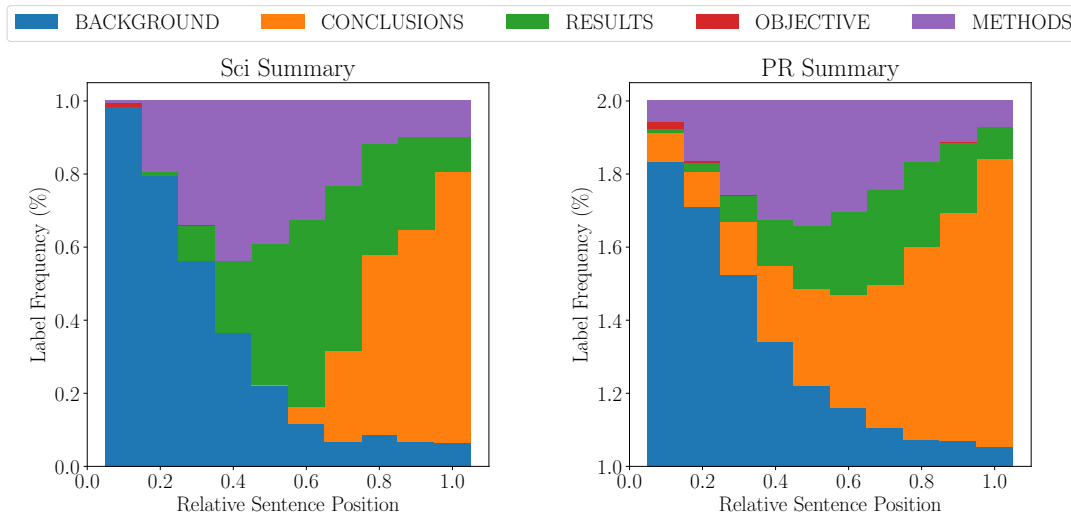 BACKGROUND CONCLUSIONS RESULTS OBJECTIVE METHODS
Sci Summary
Label Frequency (%)
1.0
0.8
0.6
0.4
0.2
0.0
0.0 0.2 0.4 0.6 0.8 1.0
Relative Sentence Position
PR Summary
Label Frequency (%)
2.0
1.8
1.6
1.4
1.2
1.0
0.0 0.2 0.4 0.6 0.8 1.0
Relative Sentence Position